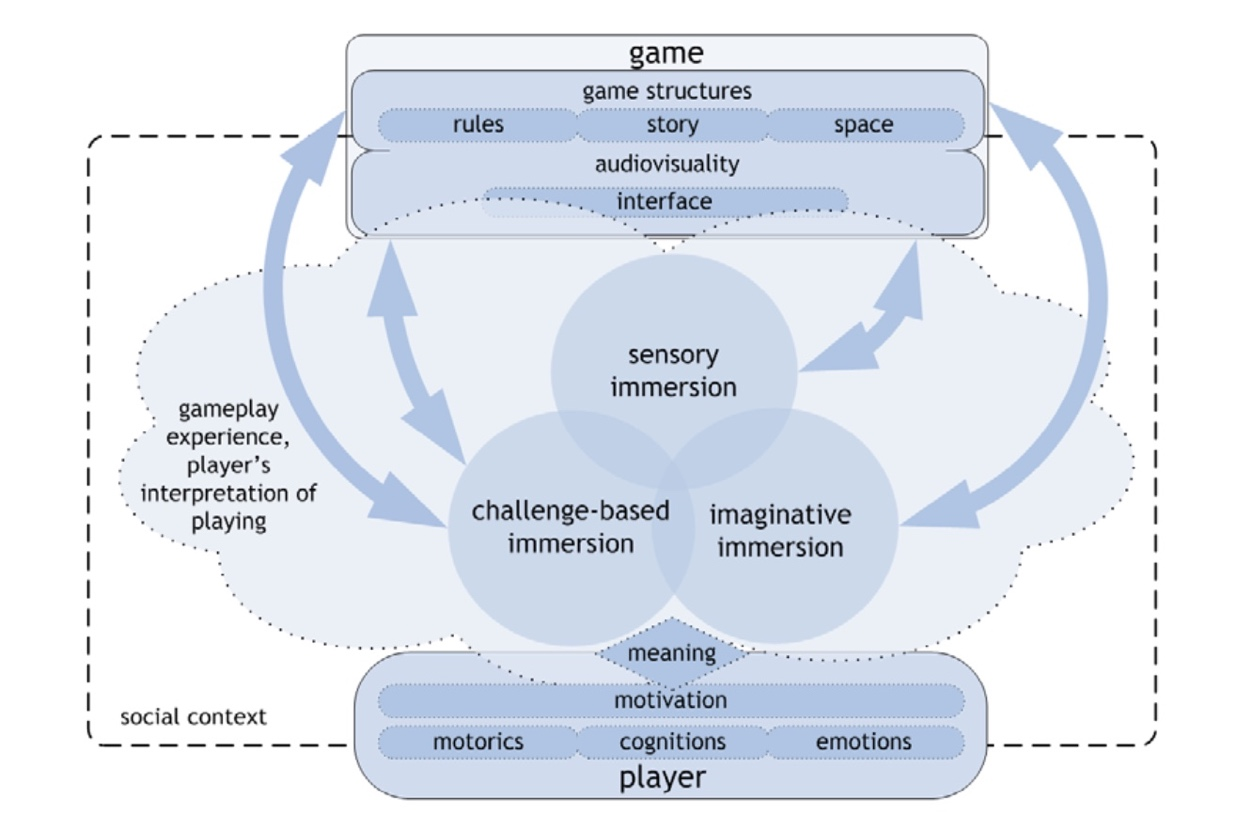 game
game structures
rules story space
audiovisuality
interface
sensory
immersion
gameplay
experience,
player's
interpretation of
playing
challenge-based
immersion
imaginative
immersion
meaning
motivation
social context
motorics cognitions emotions
player